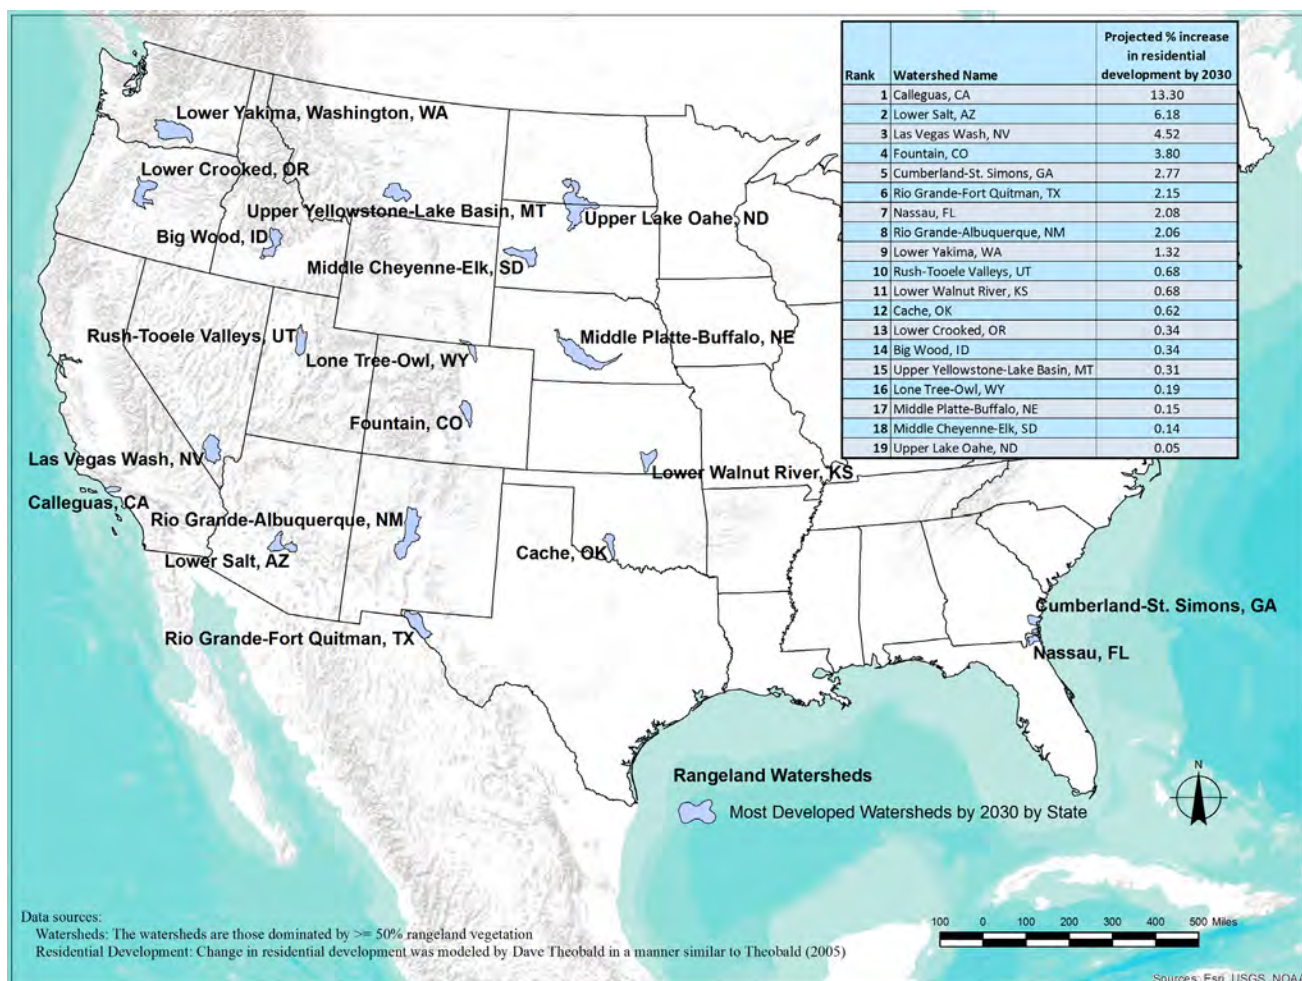 Projected % increase
in residential
Rank Watershed Name development by 2030
1 Calleguas, CA 13.30
2 Lower Salt, AZ 6.18
3 Las Vegas Wash, NV 4.52
4 Fountain, CO 3.80
5 Cumberland-St. Simons, GA 2.77
6 Rio Grande-Fort Quitman, TX 2.15
7 Nassau, FL 2.08
8 Rio Grande-Albuquerque, NM 2.06
9 Lower Yakima, WA 1.32
10 Rush-Tooele Valleys, UT 0.68
11 Lower Walnut River, KS 0.68
12 Cache, OK 0.62
13 Lower Crooked, OR 0.34
14 Big Wood, ID 0.34
15 Upper Yellowstone-Lake Basin, MT 0.31
16 Lone Tree-Owl, WY 0.19
17 Middle Platte-Buffalo, NE 0.15
18 Middle Cheyenne-Elk, SD 0.14
19 Upper Lake Oahe, ND 0.05
Lower Yakima, Washington, WA
Lower Crooked, OR
Upper Yellowstone-Lake Basin, MT
Upper Lake Oahe, ND
Big Wood, ID
Middle Cheyenne-Elk, SD
Rush-Tooele Valleys, UT
Middle Platte-Buffalo, NE
Lone Tree-Owl, WY
Fountain, CO
Las Vegas Wash, NV
Lower Walnut River, KS
Calleguas, CA
Rio Grande-Albuquerque, NM
Cache, OK
Lower Salt, AZ
Cumberland-St. Simons, GA
Rio Grande-Fort Quitman, TX
Nassau, FL
Rangeland Watersheds
Most Developed Watersheds by 2030 by State
N
Data sources:
Watersheds: The watersheds are those dominated by >= 50% rangeland vegetation
Residential Development: Change in residential development was modeled by Dave Theobald in a manner similar to Theobald (2005)
100 0 100 200 300 400 500 Miles
Sources: Esri, USGS, NOAA